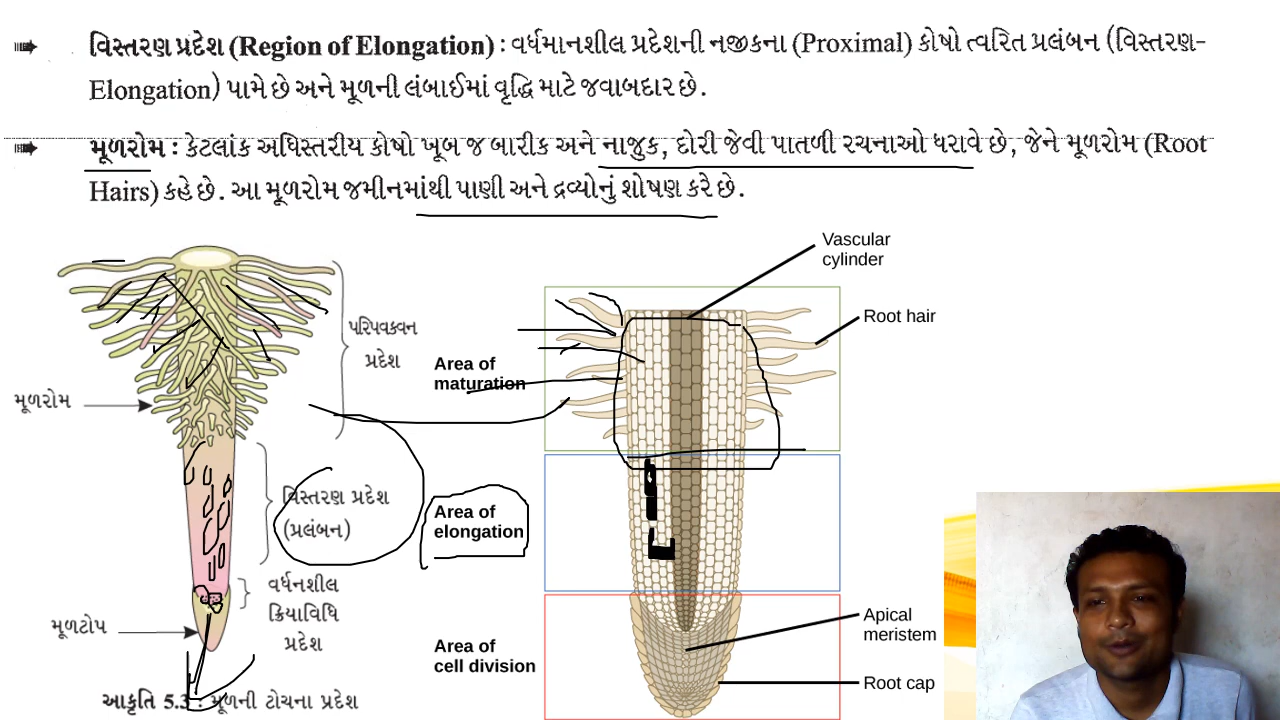 વિસ્તરણ પ્રદેશ (Region of Elongation) : વર્ધમાનશીલ પ્રદેશની નજીકના (Proximal) કોષો ત્વરિત પ્રલંબન (વિસ્તરણ-
Elongation) પામે છે અને મૂળની લંબાઈમાં વૃદ્ધિ માટે જવાબદાર છે.
મૂળરોમ : કેટલાંક અધિસ્તરીય કોષો ખૂબ જ બારીક અને નાજુક, દોરી જેવી પાતળી રચનાઓ ધરાવે છે, જેને મૂળરોમ (Root
Hairs) કહે છે. આ મૂળરોમ જમીનમાંથી પાણી અને દ્રવ્યોનું શોષણ કરે છે.
પરિપક્વન
પ્રદેશ
મૂળરોમ
વિસ્તરણ પ્રદેશ
(પ્રલંબન)
વર્ધનશીલ
ક્રિયાવિધિ
પ્રદેશ
મૂળટોપ
આકૃતિ 5.3 : મૂળની ટોચના પ્રદેશ
Vascular
cylinder
Root hair
Area of
maturation
Area of
elongation
Apical
meristem
Area of
cell division
Root cap